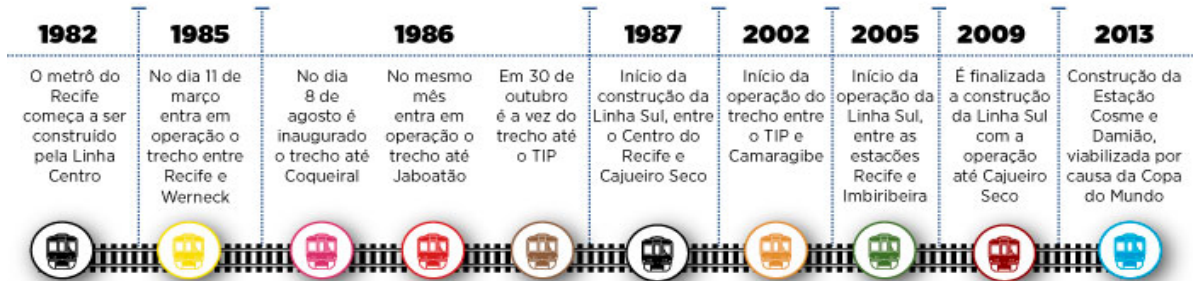 1982
O metrô do
Recife
começa a ser
construído
pela Linha
Centro
1985
No dia 11 de
março
entra em
operação o
trecho entre
Recife e
Werneck
1986
No dia
8 de
agosto é
inaugurado
o trecho até
Coqueiral
No mesmo
mês
entra em
operação o
trecho até
Jaboatão
Em 30 de
outubro
é a vez do
trecho até
o TIP
1987
Início da
construção da
Linha Sul, entre
o Centro do
Recife e
Cajueiro Seco
2002
Início da
operação do
trecho entre
o TIP e
Camaragibe
2005
Início da
operação da
Linha Sul,
entre as
estacões
Recife e
Imbiribeira
2009
É finalizada
a construção
da Linha Sul
com a
operação
até Cajueiro
Seco
2013
Construção da
Estação
Cosme e
Damião,
viabilizada por
causa da Copa
do Mundo